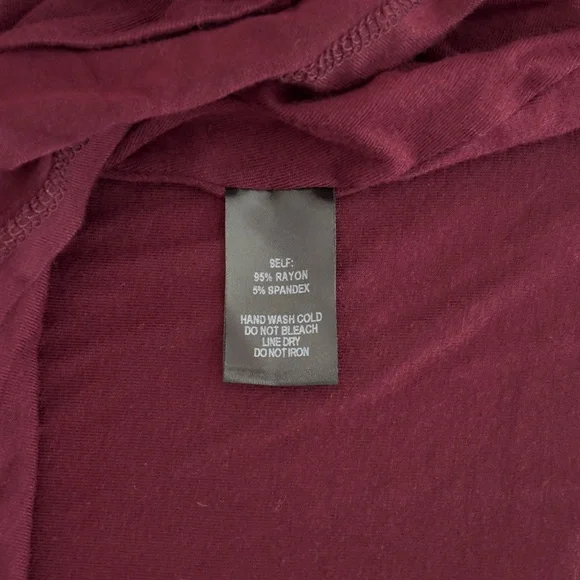 SELF:
95% RAYON
5% SPANDEX
HAND WASH COLD
DO NOT BLEACH
LINE DRY
DO NOT IRON